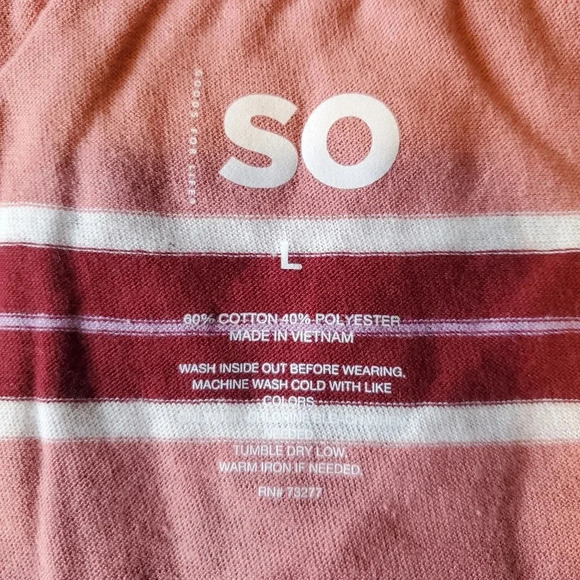 SO
L
60% COTTON 40% POLYESTER
MADE IN VIETNAM
WASH INSIDE OUT BEFORE WEARING,
MACHINE WASH COLD WITH LIKE
COLORS
TUMBLE DRY LOW,
WARM IRON IF NEEDED.
RN# 73277